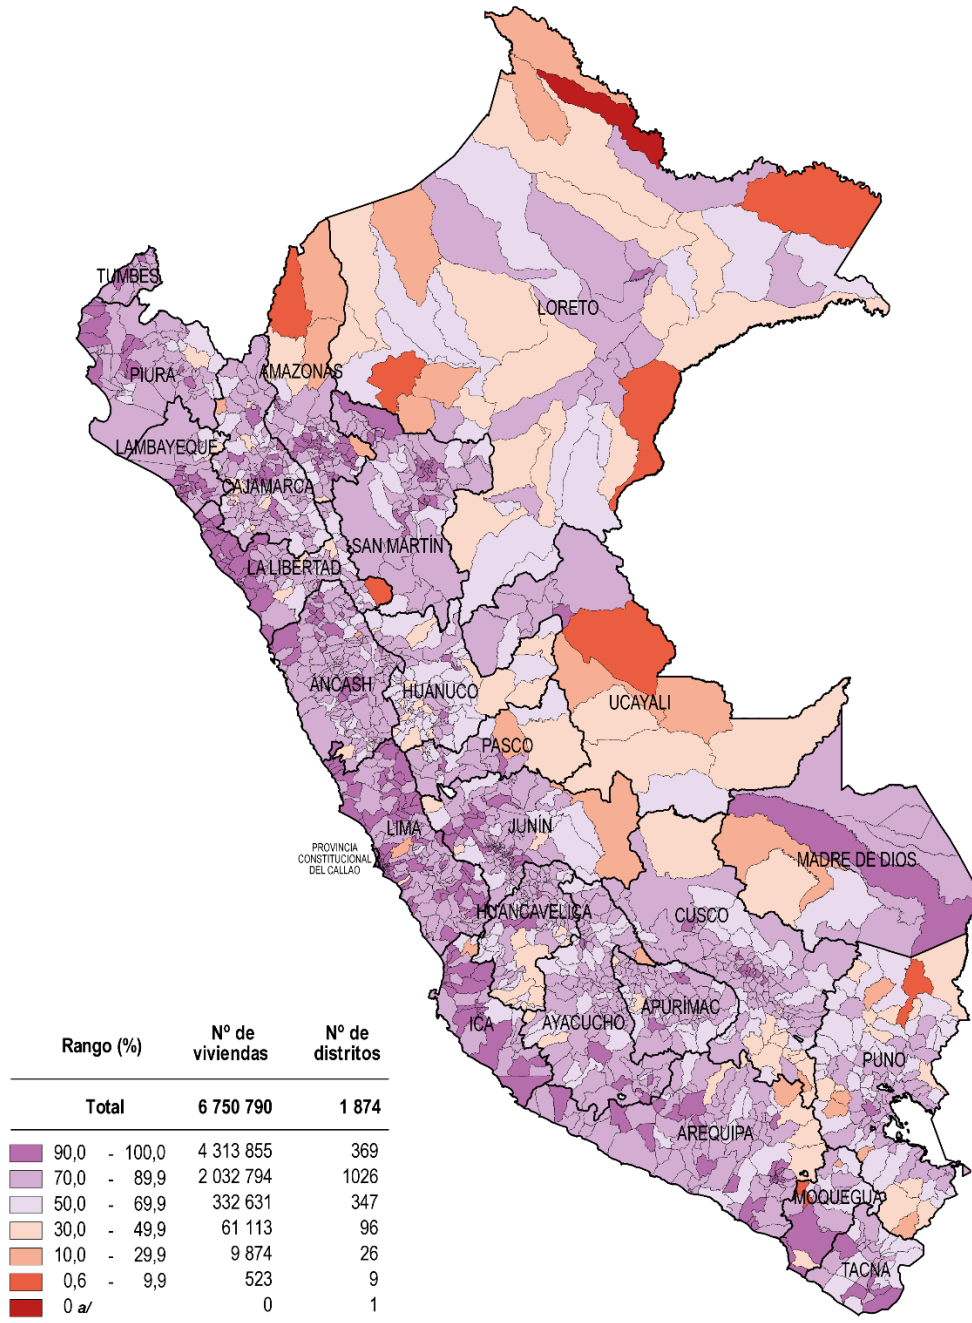 TUMBES
LORETO
PIURA
AMAZONAS
LAMBAYEQUE
CAJAMARCA
SAN MARTÍN
LA LIBERTAD
ÁNCASH
HUÁNUCO
UCAYALI
PASCO
LIMA
JUNÍN
PROVINCIA
CONSTITUCIONAL
DEL CALLAO
MADRE DE DIOS
HUANCAVELICA
CUSCO
ICA
AYACUCHO
APURÍMAC
PUNO
AREQUIPA
MOQUEGUA
TACNA
Rango (%) Nº de viviendas Nº de distritos
Total 6 750 790 1 874
90,0 - 100,0 4 313 855 369
70,0 - 89,9 2 032 794 1026
50,0 - 69,9 332 631 347
30,0 - 49,9 61 113 96
10,0 - 29,9 9 874 26
0,6 - 9,9 523 9
0 a/ 0 1